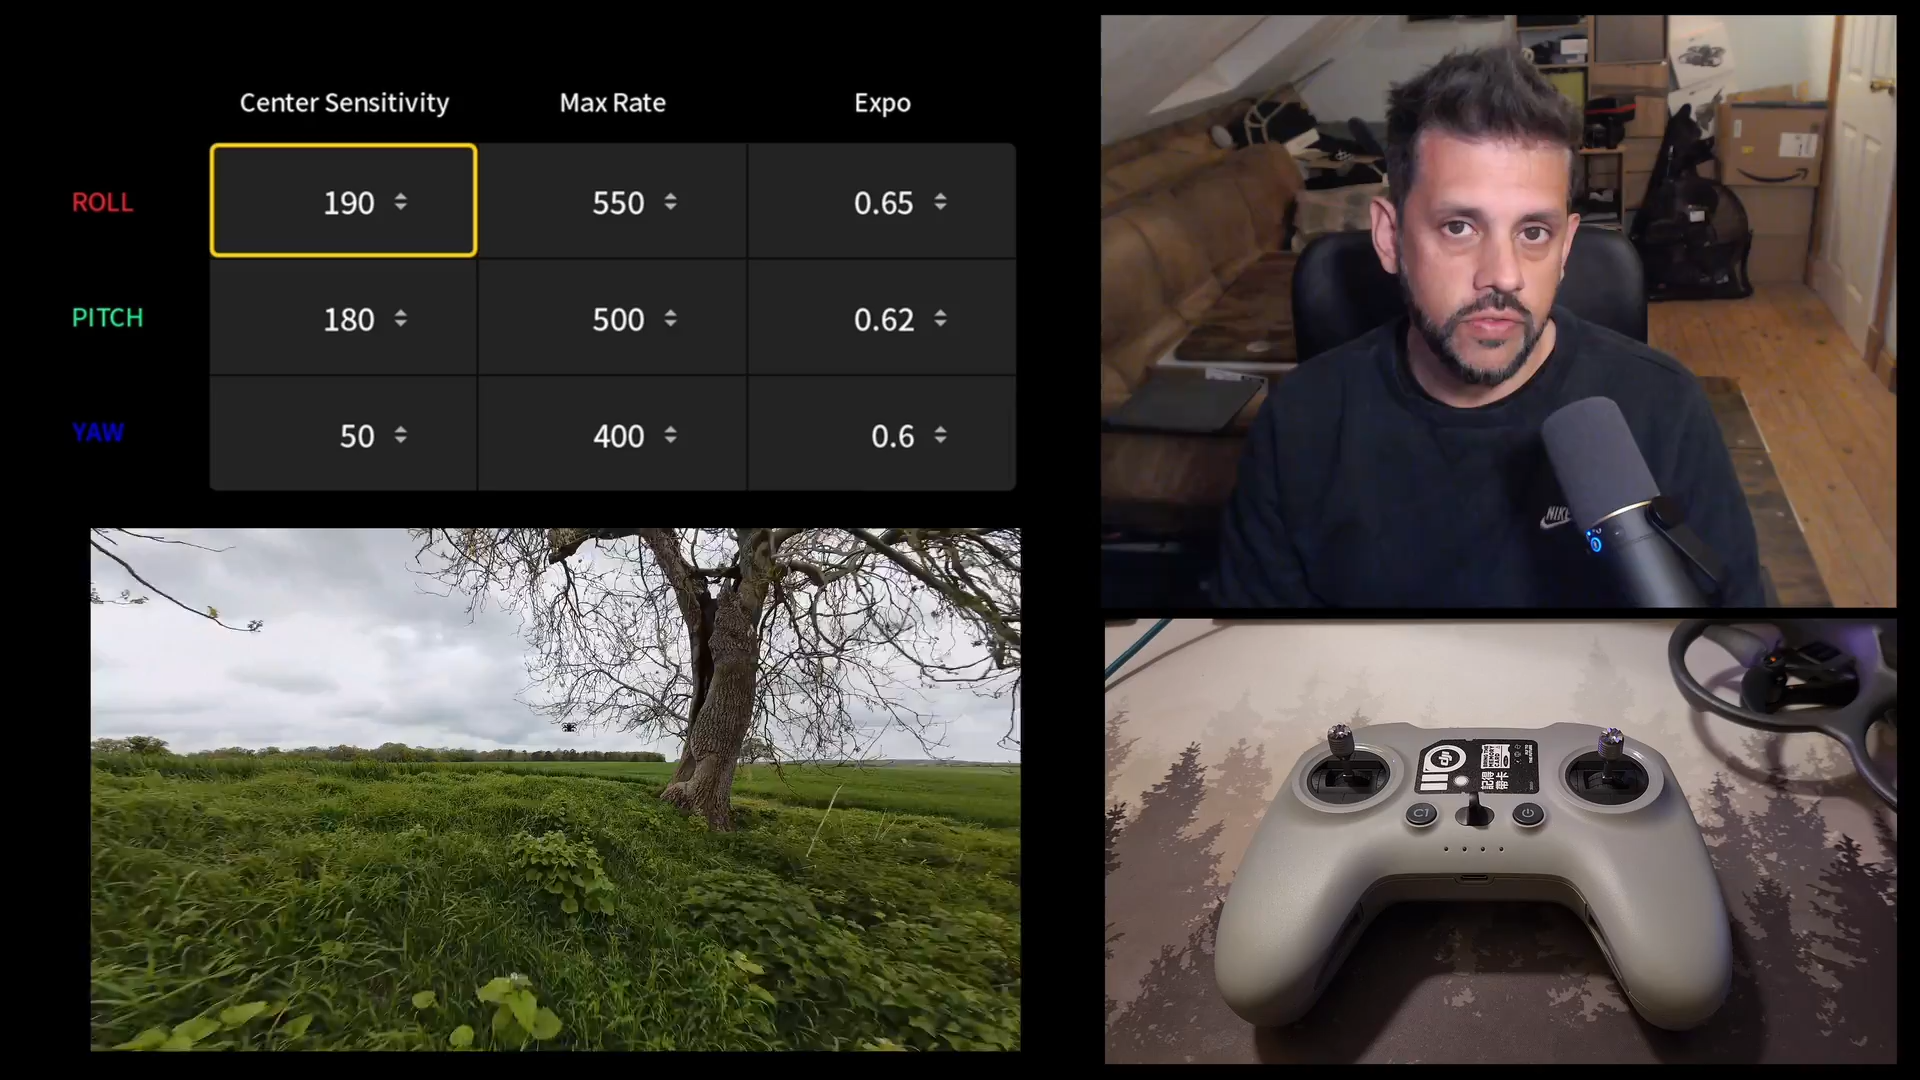 Center Sensitivity Max Rate Expo
ROLL 190 550 0.65
PITCH 180 500 0.62
YAW 50 400 0.6
NIKE
dji
C1